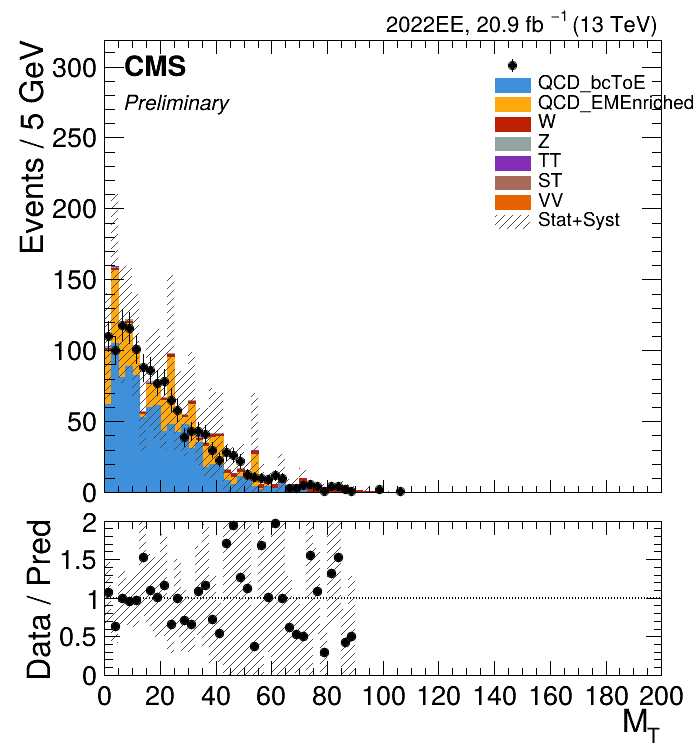 2022EE, 20.9 fb⁻¹ (13 TeV)
CMS
Preliminary
Events / 5 GeV
300
250
200
150
100
50
0
QCD_bcToE
QCD_EMEnriched
W
Z
TT
ST
VV
Stat+Syst
Data / Pred
2
1.5
1
0.5
0
0 20 40 60 80 100 120 140 160 180 200
M_T